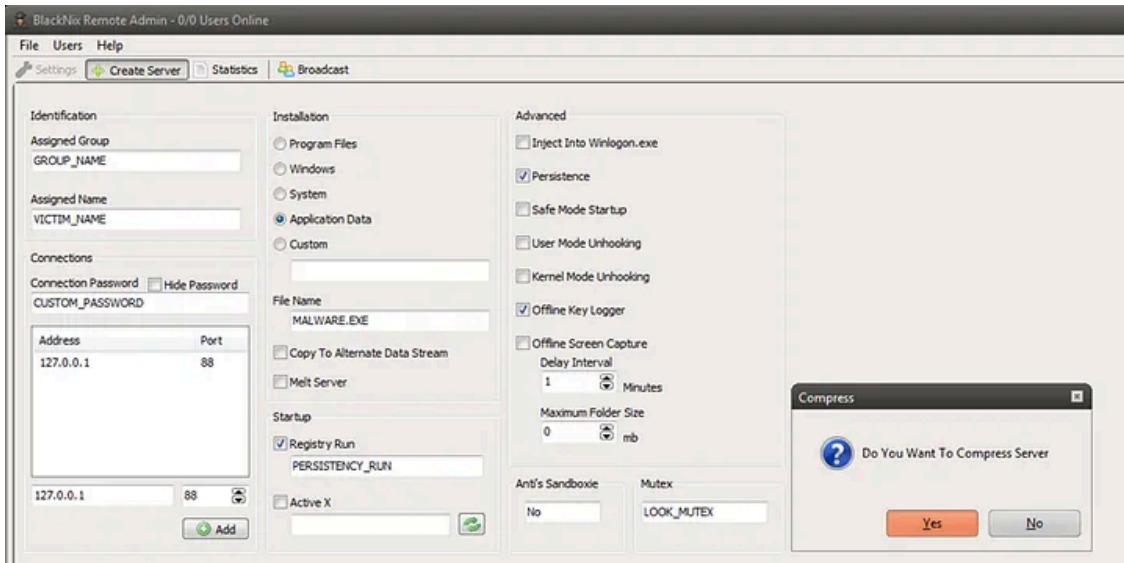 BlackNix Remote Admin - 0/0 Users Online
File Users Help
Settings Create Server Statistics Broadcast
Identification
Assigned Group
GROUP_NAME
Assigned Name
VICTIM_NAME
Connections
Connection Password Hide Password
CUSTOM_PASSWORD
Address Port
127.0.0.1 88
127.0.0.1 88
Add
Installation
Program Files
Windows
System
Application Data
Custom
File Name
MALWARE.EXE
Copy To Alternate Data Stream
Melt Server
Startup
Registry Run
PERSISTENCY_RUN
Active X
Advanced
Inject Into Winlogon.exe
Persistence
Safe Mode Startup
User Mode Unhooking
Kernel Mode Unhooking
Offline Key Logger
Offline Screen Capture
Delay Interval
1 Minutes
Maximum Folder Size
0 mb
Anti's Sandboxie
No
Mutex
LOOK_MUTEX
Compress
Do You Want To Compress Server
Yes No